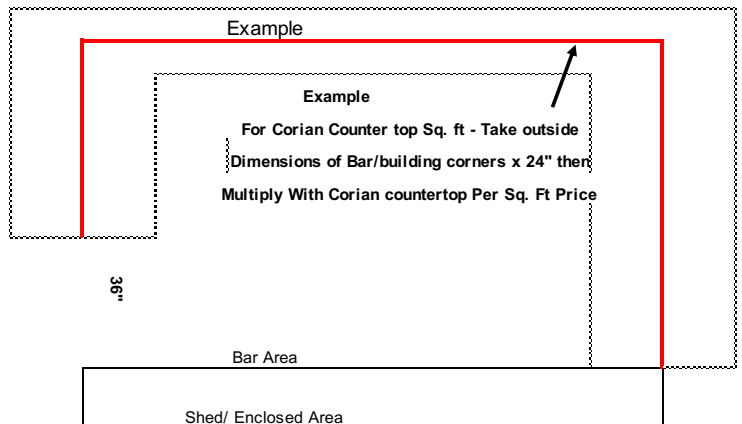 Example
Example
For Corian Counter top Sq. ft - Take outside
Dimensions of Bar/building corners x 24" then
Multiply With Corian countertop Per Sq. Ft Price
36"
Bar Area
Shed/ Enclosed Area